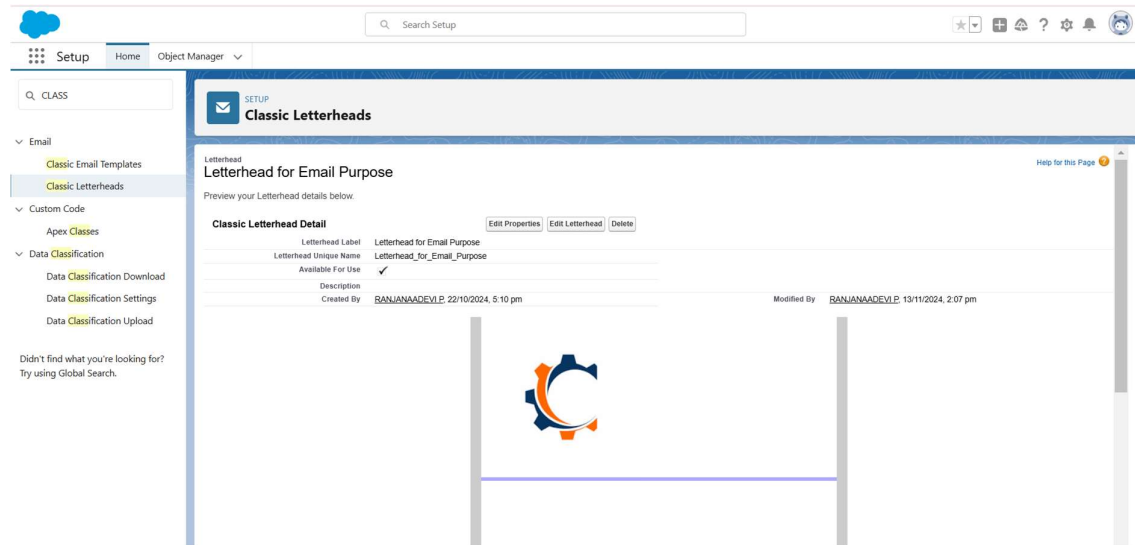 Search Setup
Setup Home Object Manager
CLASS
Email
Classic Email Templates
Classic Letterheads
Custom Code
Apex Classes
Data Classification
Data Classification Download
Data Classification Settings
Data Classification Upload
Didn't find what you're looking for?
Try using Global Search.
SETUP
Classic Letterheads
Letterhead
Letterhead for Email Purpose
Help for this Page
Preview your Letterhead details below.
Classic Letterhead Detail Edit Properties Edit Letterhead Delete
Letterhead Label Letterhead for Email Purpose
Letterhead Unique Name Letterhead_for_Email_Purpose
Available For Use ✓
Description
Created By RANJANAADEVI P, 22/10/2024, 5:10 pm Modified By RANJANAADEVI P, 13/11/2024, 2:07 pm